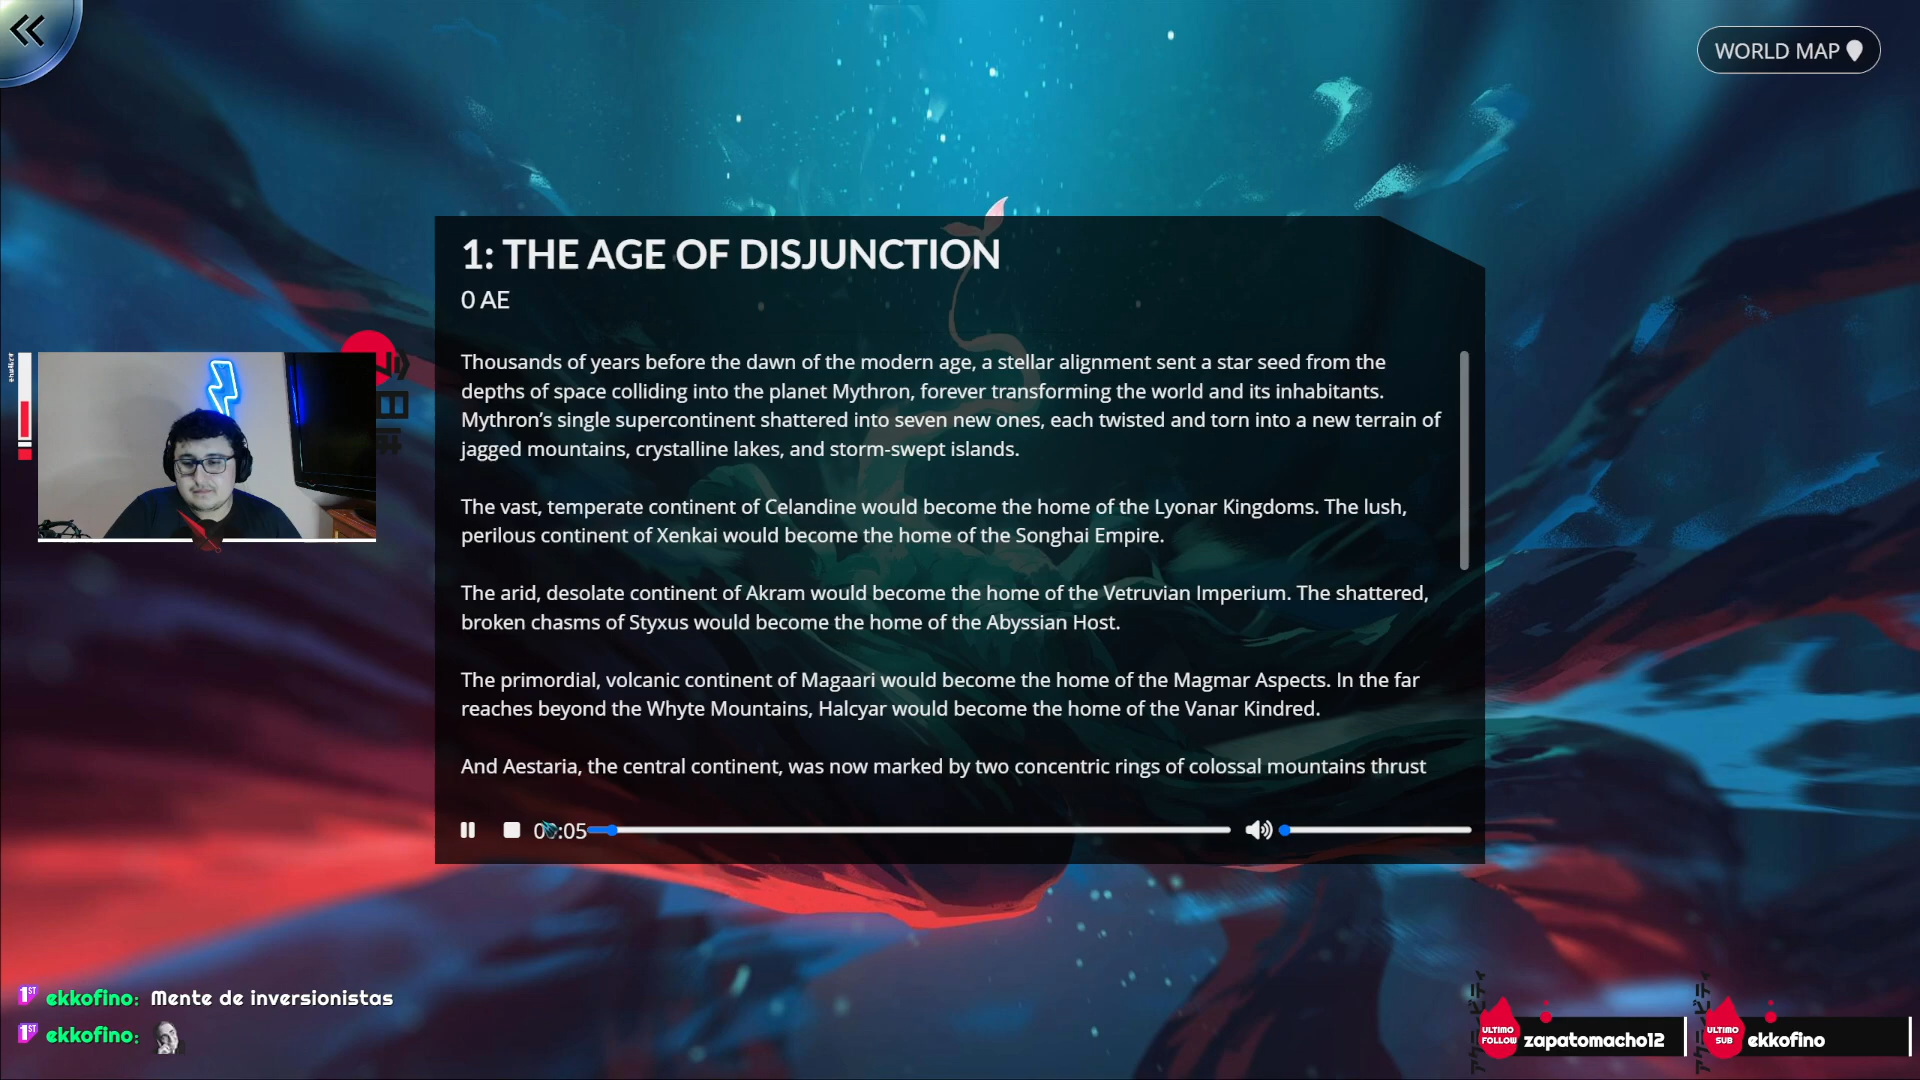 WORLD MAP
1: THE AGE OF DISJUNCTION
0 AE
Thousands of years before the dawn of the modern age, a stellar alignment sent a star seed from the
depths of space colliding into the planet Mythron, forever transforming the world and its inhabitants.
Mythron’s single supercontinent shattered into seven new ones, each twisted and torn into a new terrain of
jagged mountains, crystalline lakes, and storm-swept islands.
The vast, temperate continent of Celandine would become the home of the Lyonar Kingdoms. The lush,
perilous continent of Xenkai would become the home of the Songhai Empire.
The arid, desolate continent of Akram would become the home of the Vetruvian Imperium. The shattered,
broken chasms of Styxus would become the home of the Abyssian Host.
The primordial, volcanic continent of Magaari would become the home of the Magmar Aspects. In the far
reaches beyond the Whyte Mountains, Halcyar would become the home of the Vanar Kindred.
And Aestaria, the central continent, was now marked by two concentric rings of colossal mountains thrust
1ST ekkofino: Mente de inversionistas
1ST ekkofino:
ULTIMO FOLLOW zapatomacho12
ULTIMO SUB ekkofino